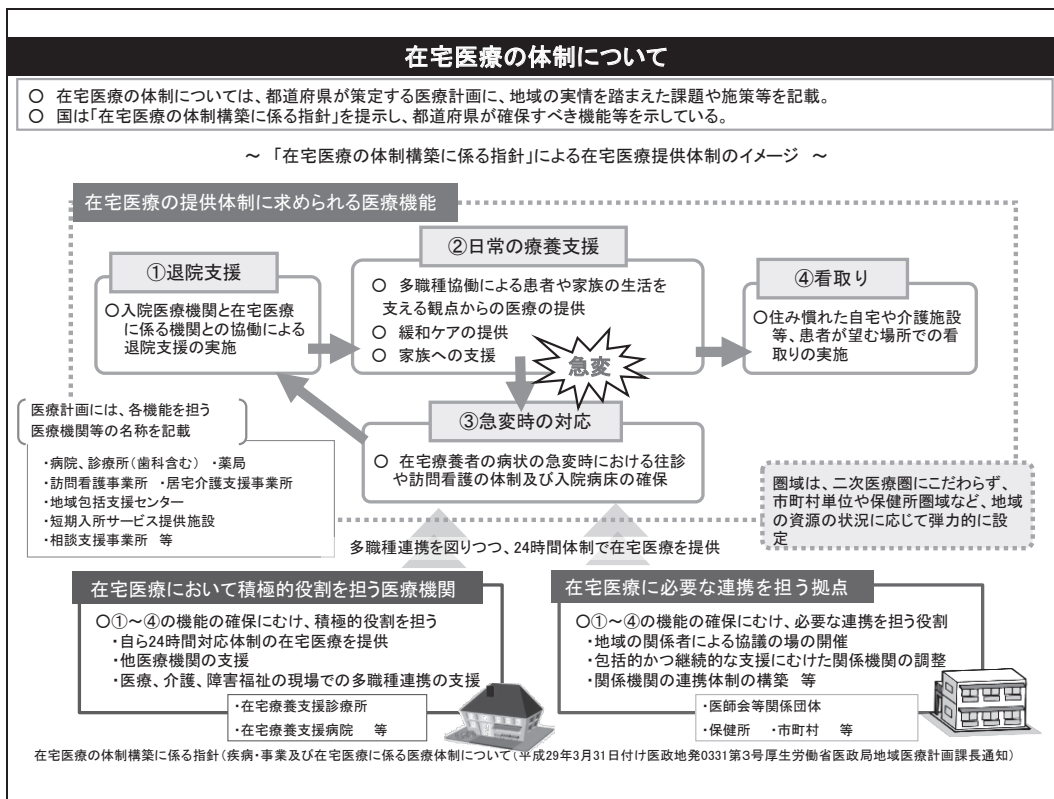 在宅医療の体制について
○ 在宅医療の体制については、都道府県が策定する医療計画に、地域の実情を踏まえた課題や施策等を記載。
○ 国は「在宅医療の体制構築に係る指針」を提示し、都道府県が確保すべき機能等を示している。
～ 「在宅医療の体制構築に係る指針」による在宅医療提供体制のイメージ ～
在宅医療の提供体制に求められる医療機能
①退院支援
○入院医療機関と在宅医療
に係る機関との協働による
退院支援の実施
②日常の療養支援
○ 多職種協働による患者や家族の生活を
支える観点からの医療の提供
○ 緩和ケアの提供
○ 家族への支援
急変
④看取り
○住み慣れた自宅や介護施設
等、患者が望む場所での看
取りの実施
③急変時の対応
○ 在宅療養者の病状の急変時における往診
や訪問看護の体制及び入院病床の確保
医療計画には、各機能を担う
医療機関等の名称を記載
・病院、診療所(歯科含む) ・薬局
・訪問看護事業所 ・居宅介護支援事業所
・地域包括支援センター
・短期入所サービス提供施設
・相談支援事業所 等
圏域は、二次医療圏にこだわらず、
市町村単位や保健所圏域など、地域
の資源の状況に応じて弾力的に設
定
多職種連携を図りつつ、24時間体制で在宅医療を提供
在宅医療において積極的役割を担う医療機関
○①～④の機能の確保にむけ、積極的役割を担う
・自ら24時間対応体制の在宅医療を提供
・他医療機関の支援
・医療、介護、障害福祉の現場での多職種連携の支援
・在宅療養支援診療所
・在宅療養支援病院 等
在宅医療に必要な連携を担う拠点
○①～④の機能の確保にむけ、必要な連携を担う役割
・地域の関係者による協議の場の開催
・包括的かつ継続的な支援にむけた関係機関の調整
・関係機関の連携体制の構築 等
・医師会等関係団体
・保健所 ・市町村 等
在宅医療の体制構築に係る指針(疾病・事業及び在宅医療に係る医療体制について(平成29年3月31日付け医政地発0331第3号厚生労働省医政局地域医療計画課長通知)